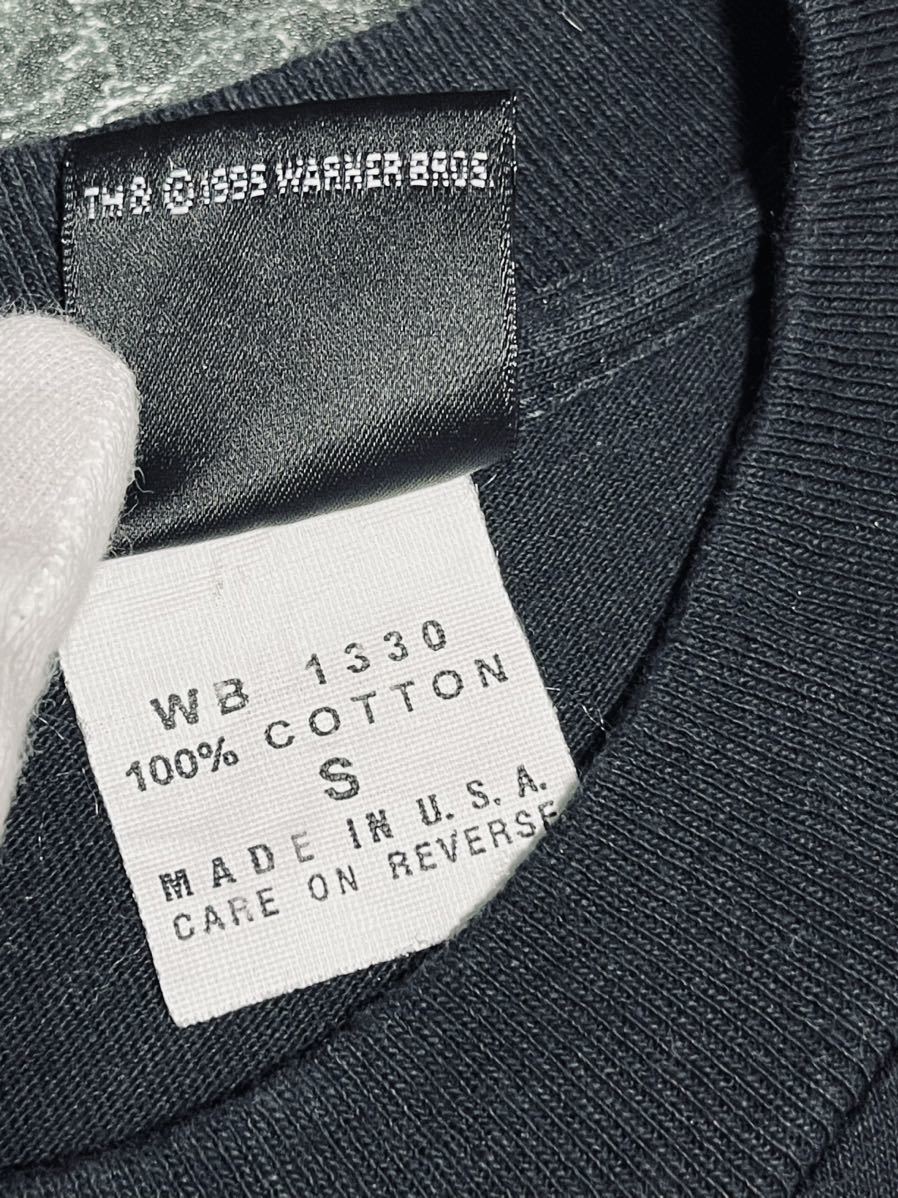 TM & © 1995 WARNER BROS.
WB 1330
100% COTTON
S
MADE IN U.S.A.
CARE ON REVERSE